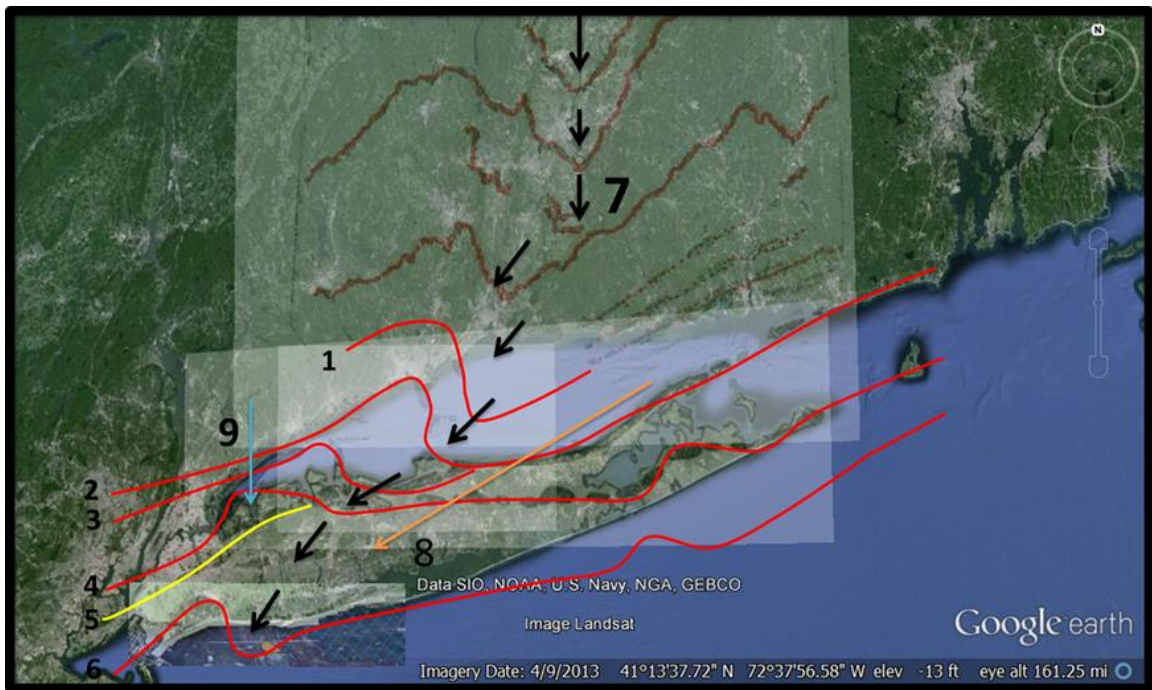 N
7
1
9
2
3
4
8
5
6
Data SIO, NOAA, U.S. Navy, NGA, GEBCO
Image Landsat
Google earth
Imagery Date: 4/9/2013 41°13'37.72" N 72°37'56.58" W elev -13 ft eye alt 161.25 mi